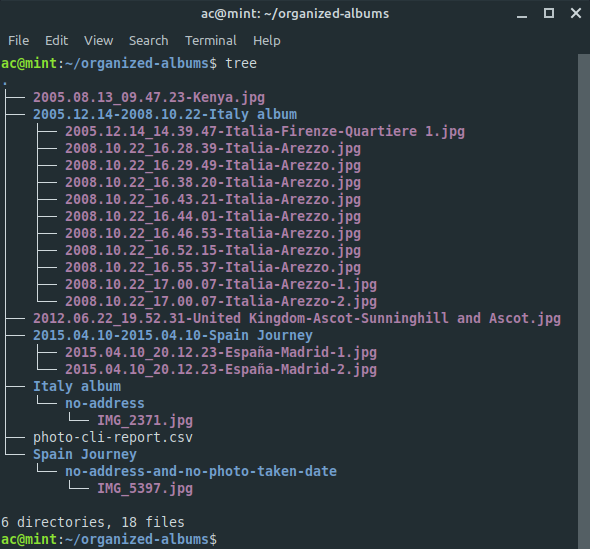 ac@mint: ~/organized-albums
File Edit View Search Terminal Help
ac@mint:~/organized-albums$ tree
.
├── 2005.08.13_09.47.23-Kenya.jpg
├── 2005.12.14-2008.10.22-Italy album
│   ├── 2005.12.14_14.39.47-Italia-Firenze-Quartiere 1.jpg
│   ├── 2008.10.22_16.28.39-Italia-Arezzo.jpg
│   ├── 2008.10.22_16.29.49-Italia-Arezzo.jpg
│   ├── 2008.10.22_16.38.20-Italia-Arezzo.jpg
│   ├── 2008.10.22_16.43.21-Italia-Arezzo.jpg
│   ├── 2008.10.22_16.44.01-Italia-Arezzo.jpg
│   ├── 2008.10.22_16.46.53-Italia-Arezzo.jpg
│   ├── 2008.10.22_16.52.15-Italia-Arezzo.jpg
│   ├── 2008.10.22_16.55.37-Italia-Arezzo.jpg
│   ├── 2008.10.22_17.00.07-Italia-Arezzo-1.jpg
│   └── 2008.10.22_17.00.07-Italia-Arezzo-2.jpg
├── 2012.06.22_19.52.31-United Kingdom-Ascot-Sunninghill and Ascot.jpg
├── 2015.04.10-2015.04.10-Spain Journey
│   ├── 2015.04.10_20.12.23-España-Madrid-1.jpg
│   └── 2015.04.10_20.12.23-España-Madrid-2.jpg
├── Italy album
│   └── no-address
│       └── IMG_2371.jpg
├── photo-cli-report.csv
└── Spain Journey
    └── no-address-and-no-photo-taken-date
        └── IMG_5397.jpg
6 directories, 18 files
ac@mint:~/organized-albums$